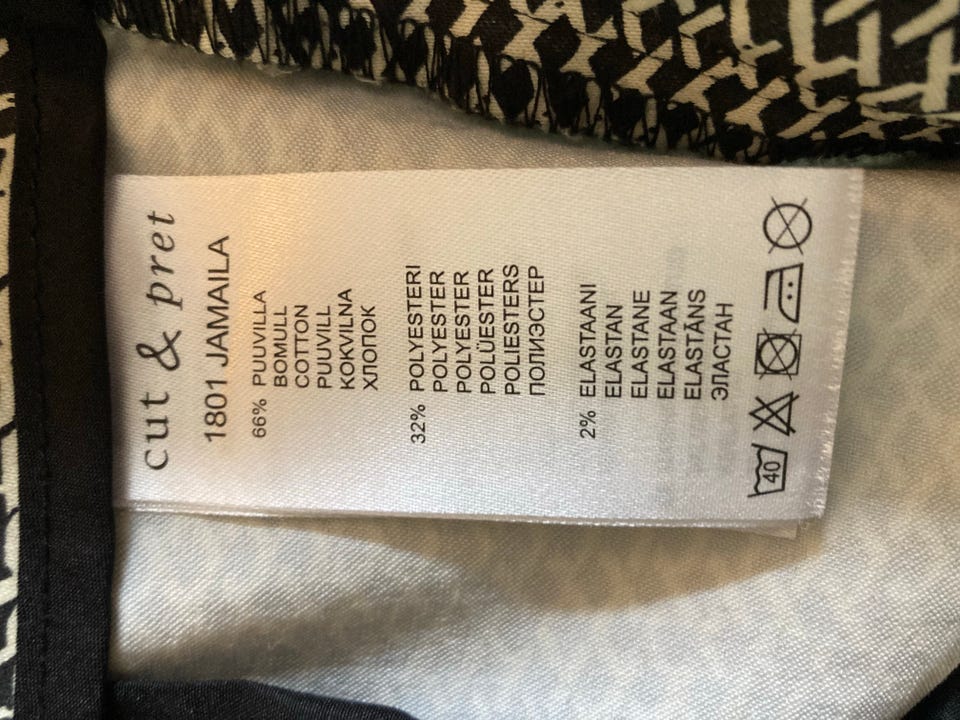 cut & pret
1801 JAMAILA
66% PUUVILLA
BOMULL
COTTON
PUUVILL
KOKVILNA
ХЛОПОК
32% POLYESTERI
POLYESTER
POLYESTER
POLÜESTER
POLIESTERS
ПОЛИЭСТЕР
2% ELASTAANI
ELASTAN
ELASTANE
ELASTAAN
ELASTĀNS
ЭЛАСТАН
40